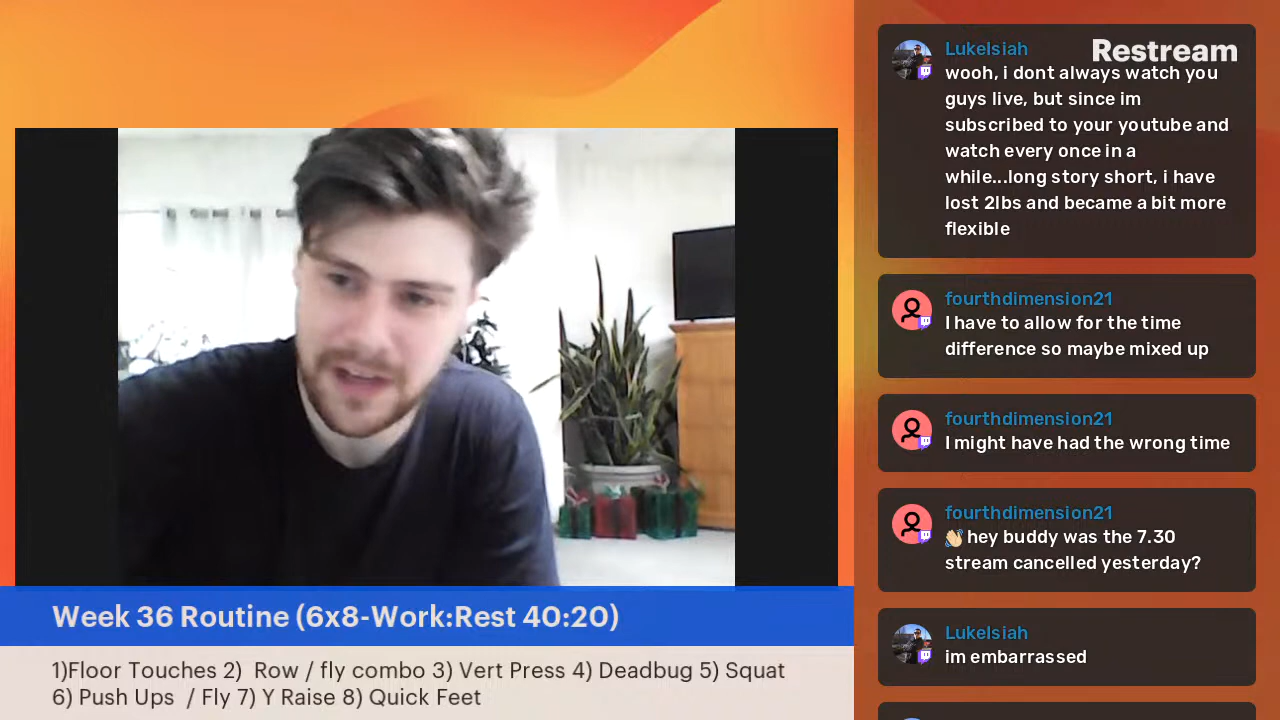 Restream
LukeIsiah
wooh, i dont always watch you
guys live, but since im
subscribed to your youtube and
watch every once in a
while...long story short, i have
lost 2lbs and became a bit more
flexible
fourthdimension21
I have to allow for the time
difference so maybe mixed up
fourthdimension21
I might have had the wrong time
fourthdimension21
👋🏻 hey buddy was the 7.30
stream cancelled yesterday?
LukeIsiah
im embarrassed
Week 36 Routine (6x8-Work:Rest 40:20)
1)Floor Touches 2)  Row / fly combo 3) Vert Press 4) Deadbug 5) Squat
6) Push Ups  / Fly 7) Y Raise 8) Quick Feet